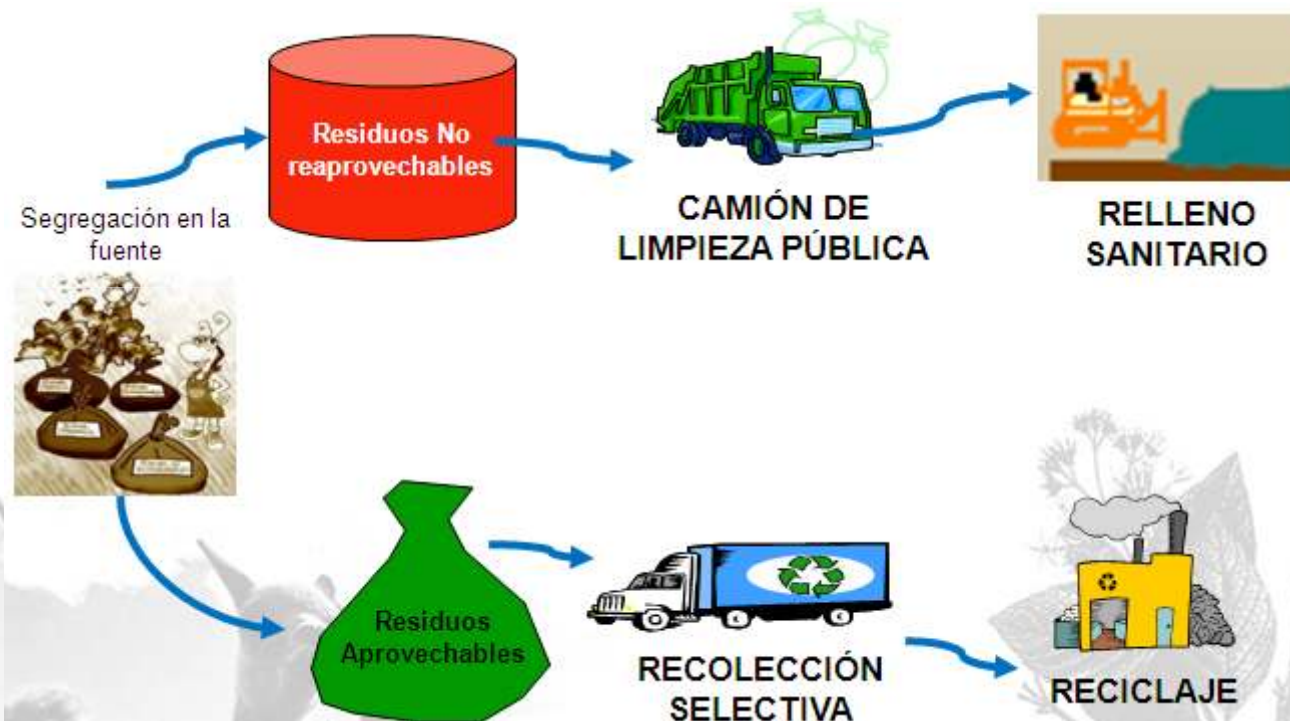 Segregación en la
fuente
Residuos No
reaprovechables
CAMIÓN DE
LIMPIEZA PÚBLICA
RELLENO
SANITARIO
Residuos
Aprovechables
RECOLECCIÓN
SELECTIVA
RECICLAJE